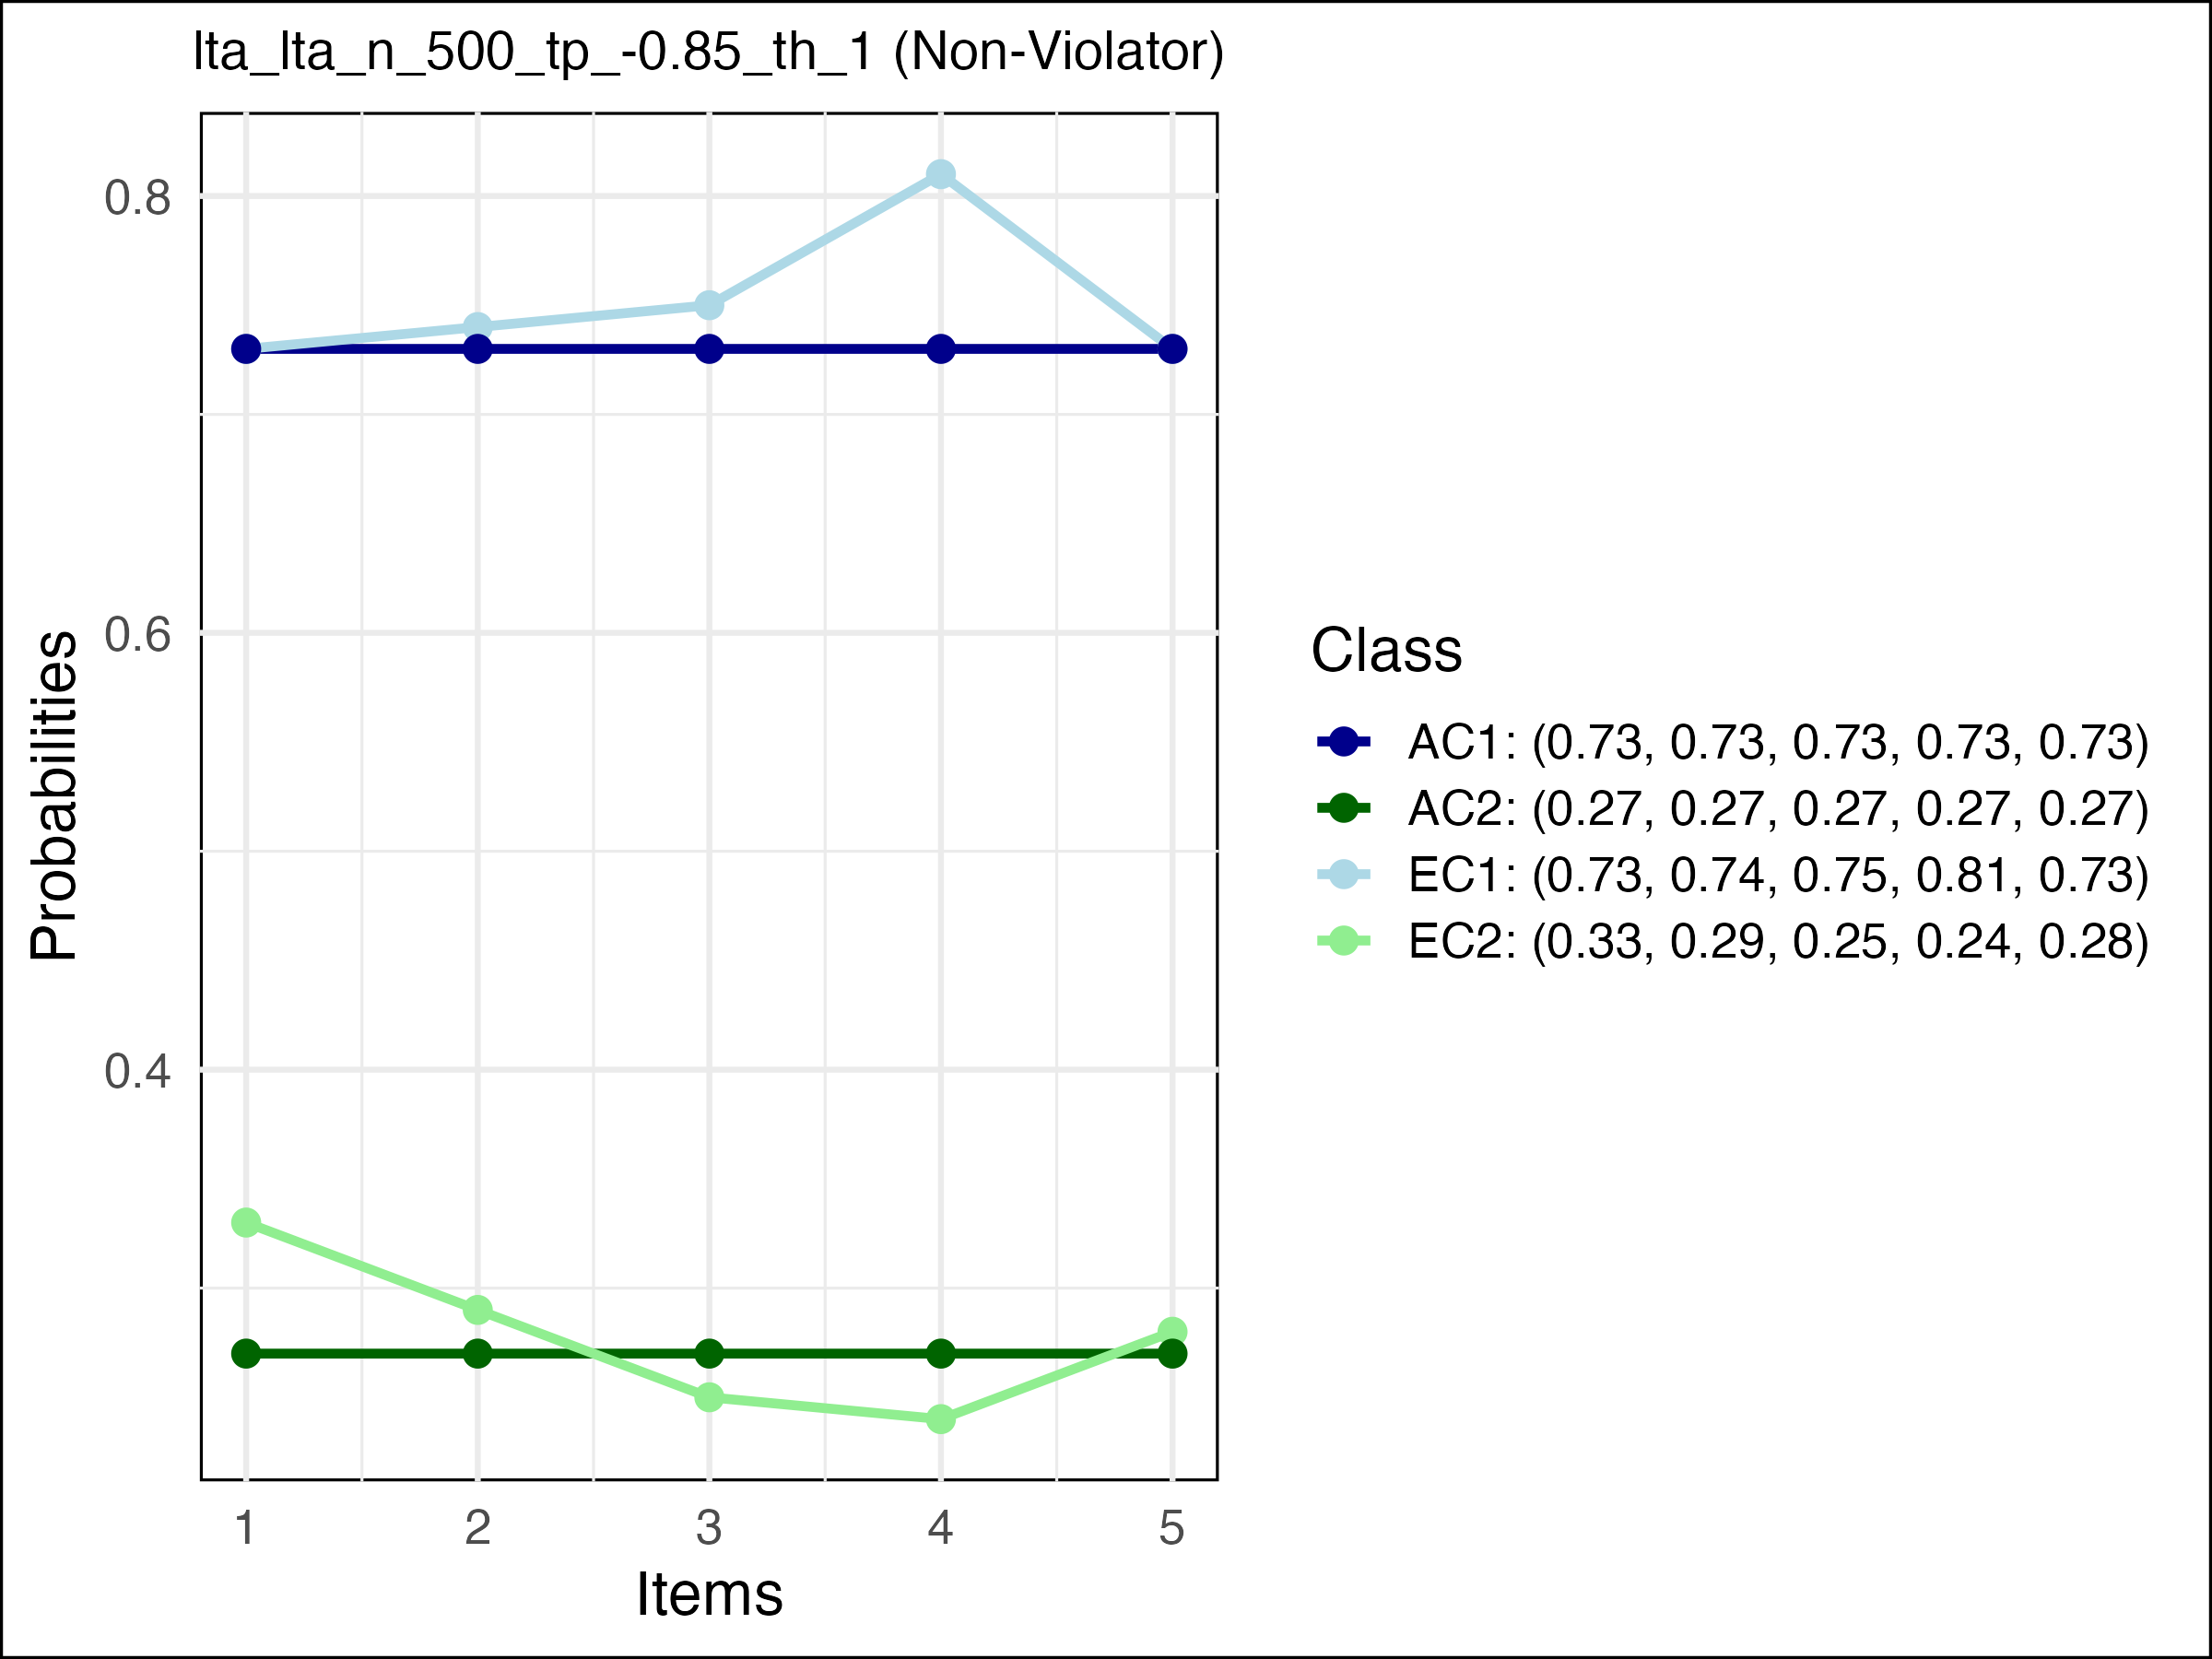 lta_lta_n_500_tp_-0.85_th_1 (Non-Violator)
Probabilities
0.8
0.6
0.4
1 2 3 4 5
Items
Class
AC1: (0.73, 0.73, 0.73, 0.73, 0.73)
AC2: (0.27, 0.27, 0.27, 0.27, 0.27)
EC1: (0.73, 0.74, 0.75, 0.81, 0.73)
EC2: (0.33, 0.29, 0.25, 0.24, 0.28)